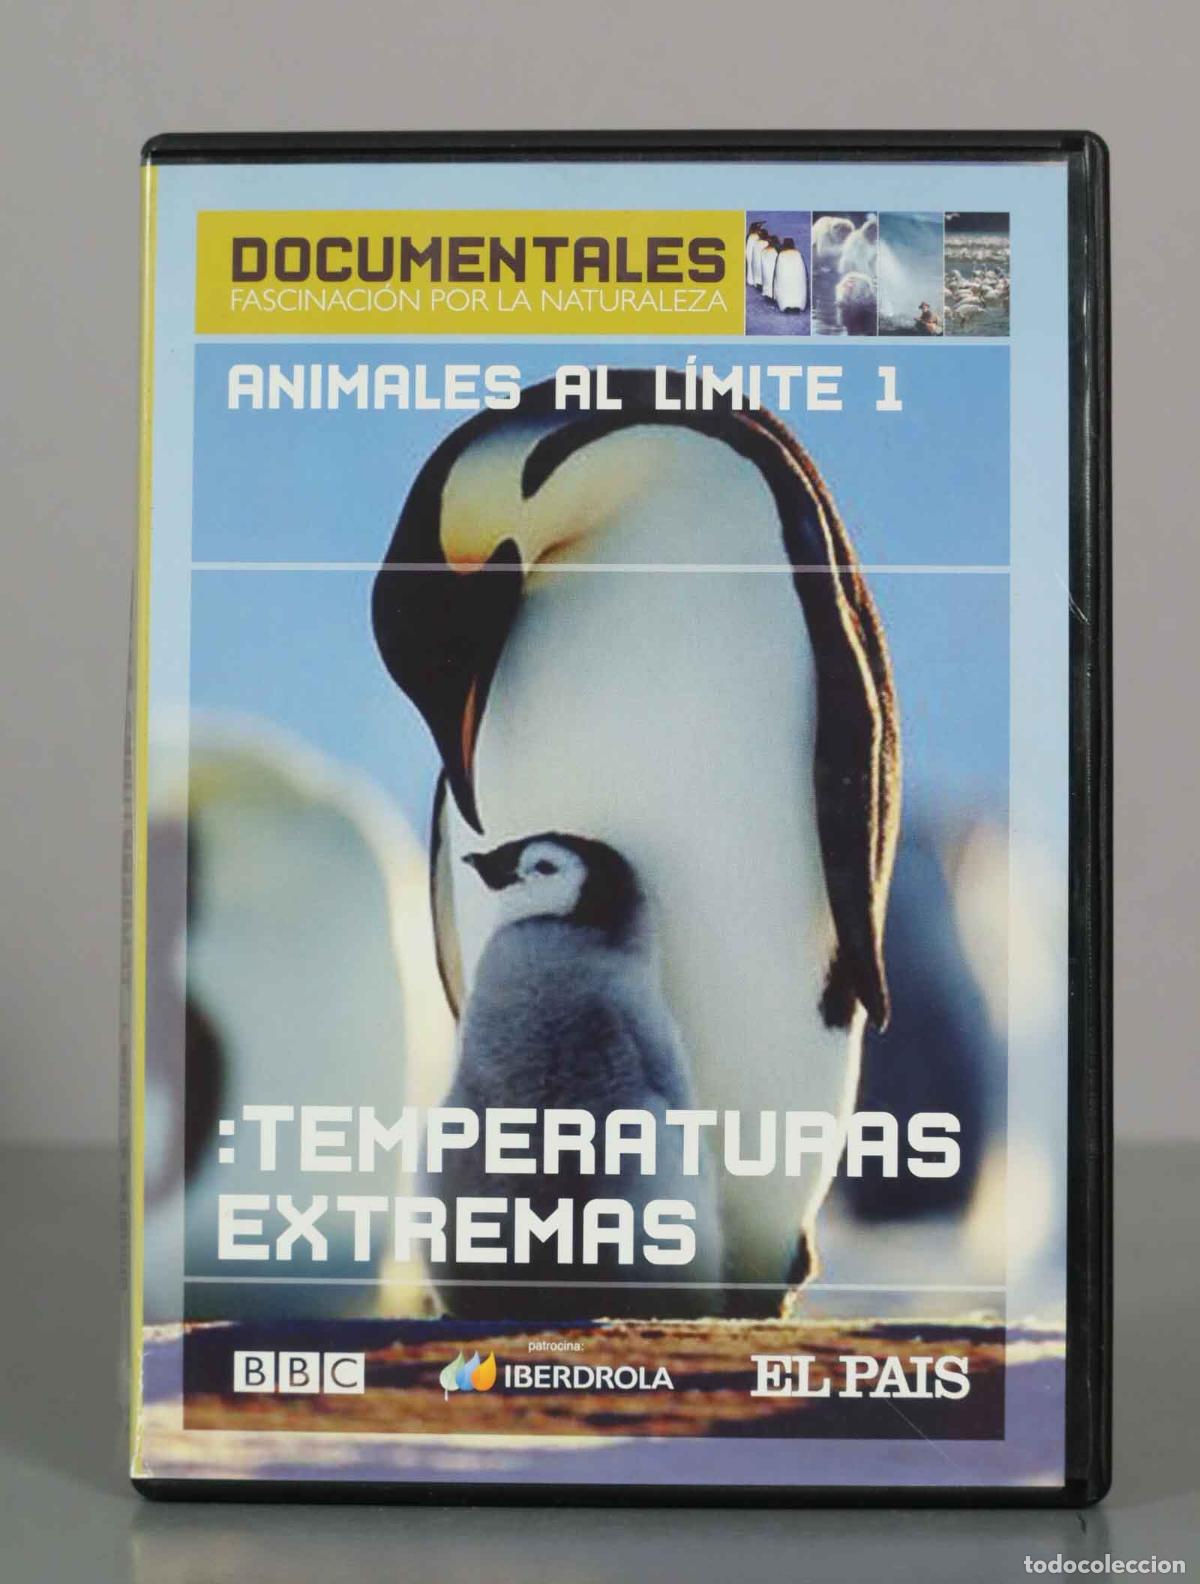 DOCUMENTALES
FASCINACIÓN POR LA NATURALEZA
ANIMALES AL LÍMITE 1
:TEMPERATURAS
EXTREMAS
BBC
patrocina:
IBERDROLA
EL PAIS
todocoleccion